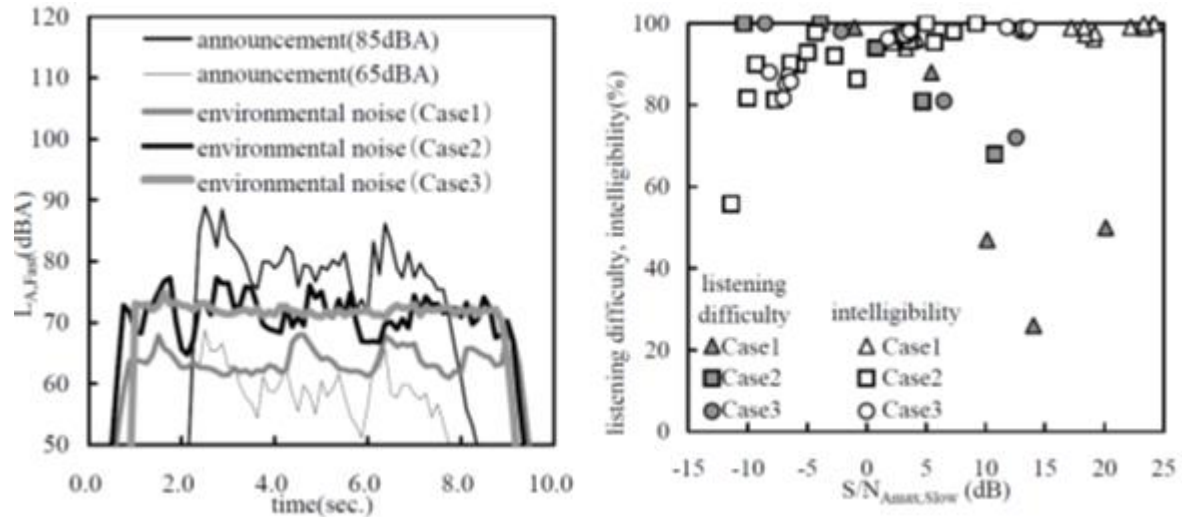 120
110
100
90
80
70
60
50
L_A,Fast(dBA)
announcement(85dBA)
announcement(65dBA)
environmental noise(Case1)
environmental noise(Case2)
environmental noise(Case3)
0.0 2.0 4.0 6.0 8.0 10.0
time(sec.)
listening difficulty, intelligibility(%)
100
80
60
40
20
0
listening
difficulty
Case1
Case2
Case3
intelligibility
Case1
Case2
Case3
-15 -10 -5 0 5 10 15 20 25
S/N_Amax,Slow (dB)